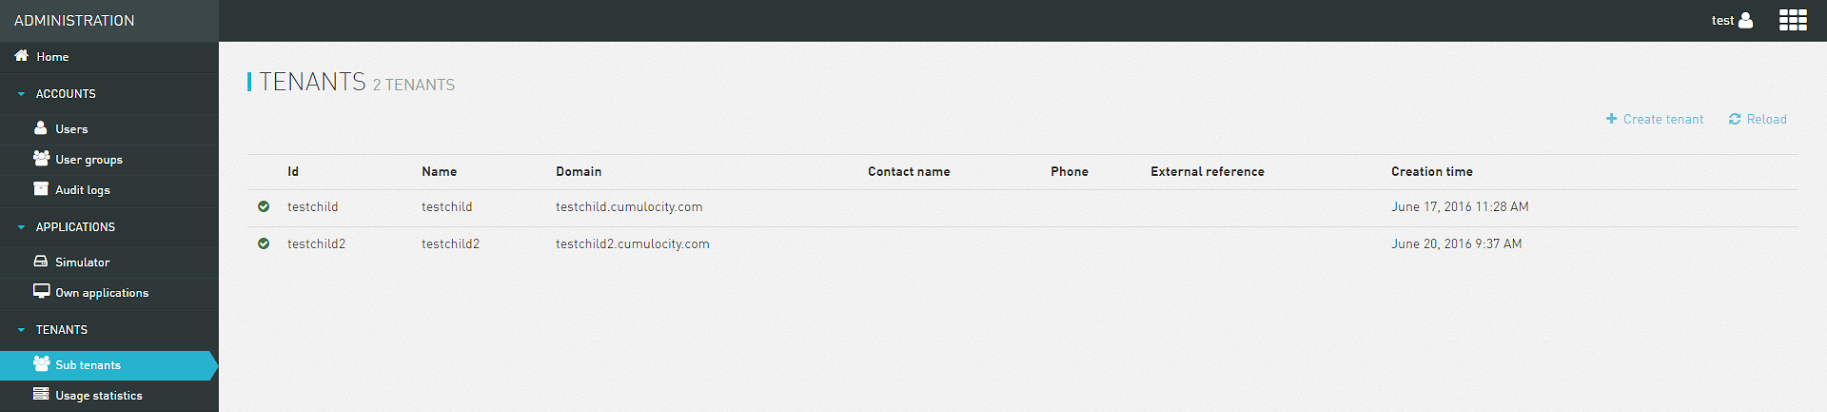 ADMINISTRATION
test
Home
ACCOUNTS
Users
User groups
Audit logs
APPLICATIONS
Simulator
Own applications
TENANTS
Sub tenants
Usage statistics
TENANTS 2 TENANTS
Create tenant Reload
Id Name Domain Contact name Phone External reference Creation time
testchild testchild testchild.cumulocity.com June 17, 2016 11:28 AM
testchild2 testchild2 testchild2.cumulocity.com June 20, 2016 9:37 AM